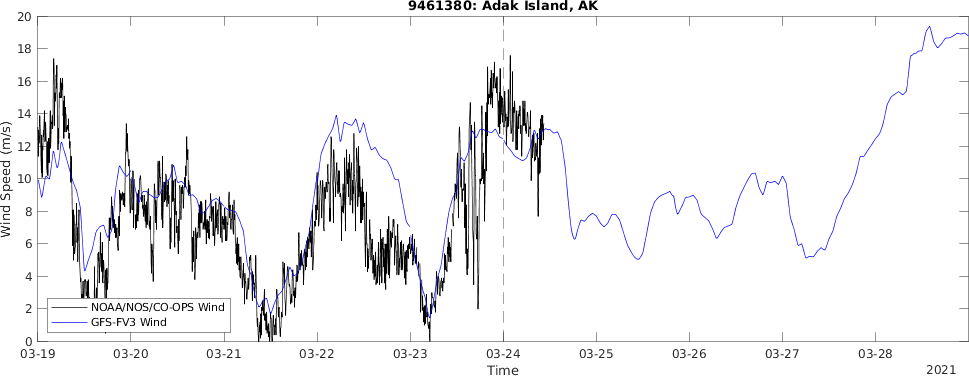 9461380: Adak Island, AK
Wind Speed (m/s)
20
18
16
14
12
10
8
6
4
2
0
NOAA/NOS/CO-OPS Wind
GFS-FV3 Wind
03-19 03-20 03-21 03-22 03-23 03-24 03-25 03-26 03-27 03-28
Time
2021